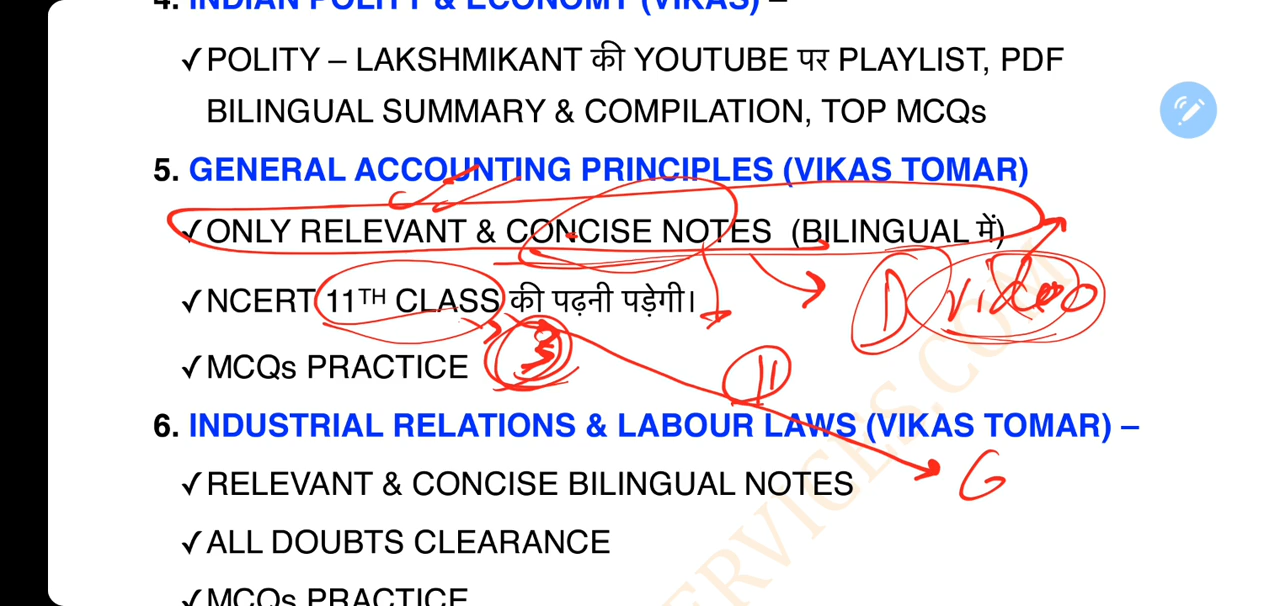 4. INDIAN POLITY & ECONOMY (VIKAS) –
✓ POLITY – LAKSHMIKANT की YOUTUBE पर PLAYLIST, PDF
BILINGUAL SUMMARY & COMPILATION, TOP MCQs
5. GENERAL ACCOUNTING PRINCIPLES (VIKAS TOMAR)
✓ ONLY RELEVANT & CONCISE NOTES (BILINGUAL में)
D video
✓ NCERT 11TH CLASS की पढ़नी पड़ेगी।
✓ MCQs PRACTICE
11
6. INDUSTRIAL RELATIONS & LABOUR LAWS (VIKAS TOMAR) –
✓ RELEVANT & CONCISE BILINGUAL NOTES
G
✓ ALL DOUBTS CLEARANCE
✓ MCQs PRACTICE
ERVICES.COM